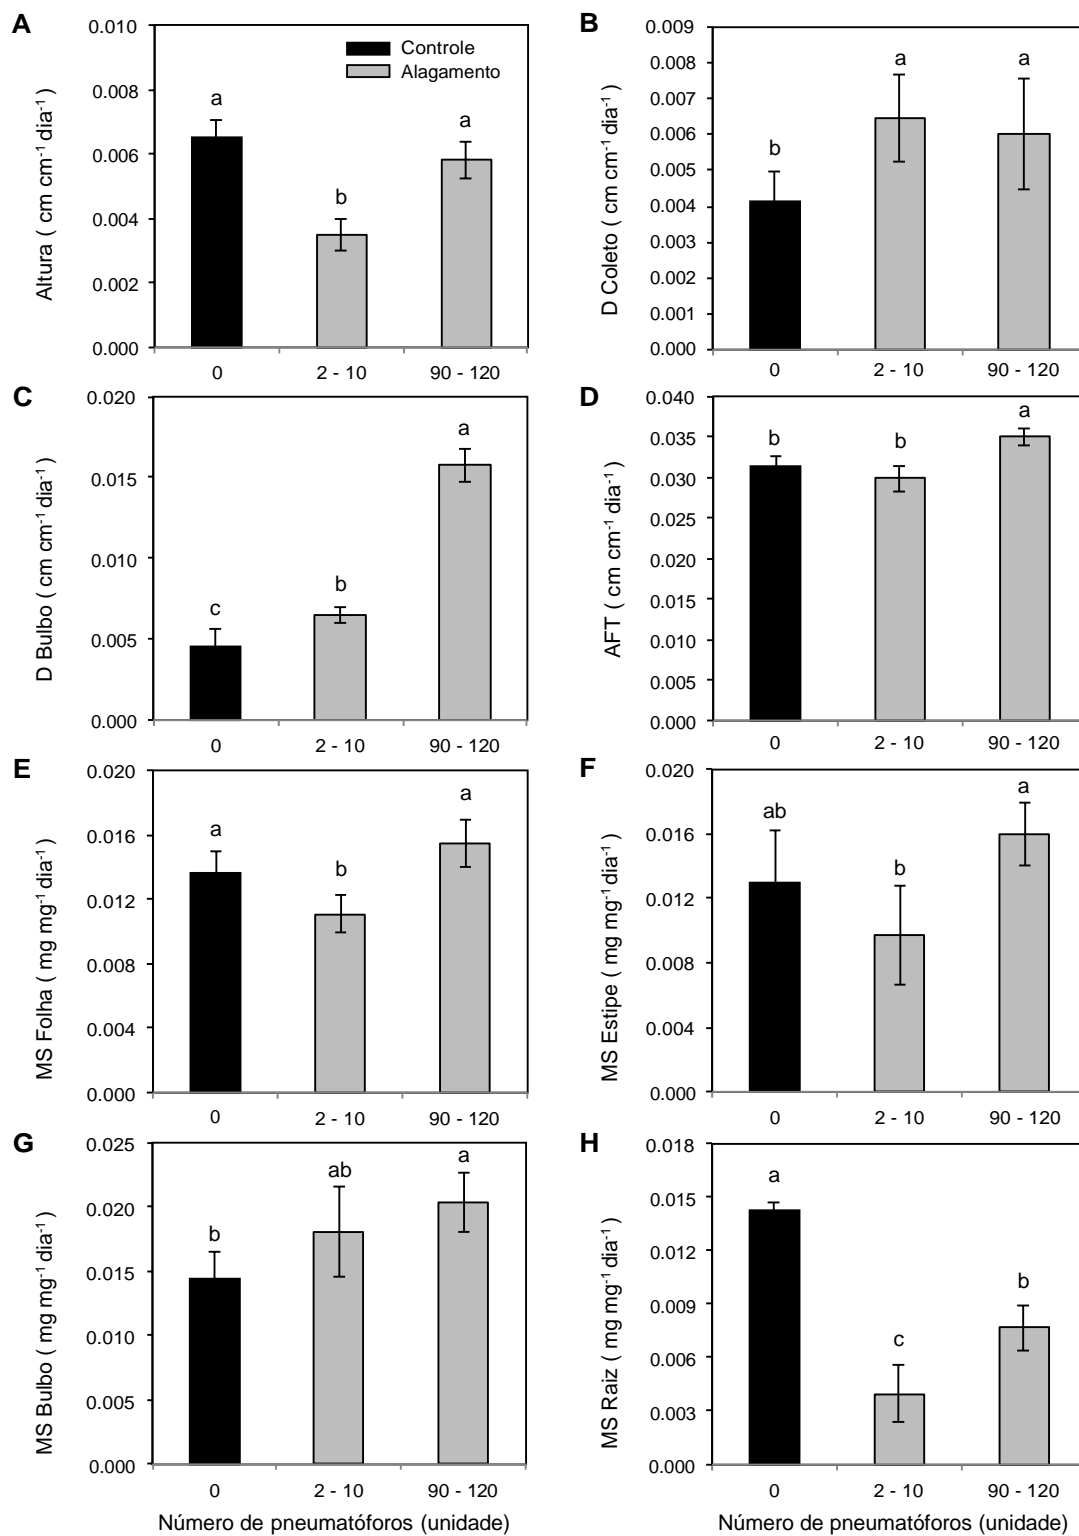 A
Altura ( cm cm⁻¹ dia⁻¹ )
0.010
0.008
0.006
0.004
0.002
0.000
Controle
Alagamento
a
b
a
0
2 - 10
90 - 120
B
D Coleto ( cm cm⁻¹ dia⁻¹ )
0.009
0.008
0.007
0.006
0.005
0.004
0.003
0.002
0.001
0.000
b
a
a
0
2 - 10
90 - 120
C
D Bulbo ( cm cm⁻¹ dia⁻¹ )
0.020
0.015
0.010
0.005
0.000
c
b
a
0
2 - 10
90 - 120
D
AFT ( cm cm⁻¹ dia⁻¹ )
0.040
0.035
0.030
0.025
0.020
0.015
0.010
0.005
0.000
b
b
a
0
2 - 10
90 - 120
E
MS Folha ( mg mg⁻¹ dia⁻¹ )
0.020
0.016
0.012
0.008
0.004
0.000
a
b
a
0
2 - 10
90 - 120
F
MS Estipe ( mg mg⁻¹ dia⁻¹ )
0.020
0.016
0.012
0.008
0.004
0.000
ab
b
a
0
2 - 10
90 - 120
G
MS Bulbo ( mg mg⁻¹ dia⁻¹ )
0.025
0.020
0.015
0.010
0.005
0.000
b
ab
a
0
2 - 10
90 - 120
Número de pneumatóforos (unidade)
H
MS Raiz ( mg mg⁻¹ dia⁻¹ )
0.018
0.015
0.012
0.009
0.006
0.003
0.000
a
c
b
0
2 - 10
90 - 120
Número de pneumatóforos (unidade)